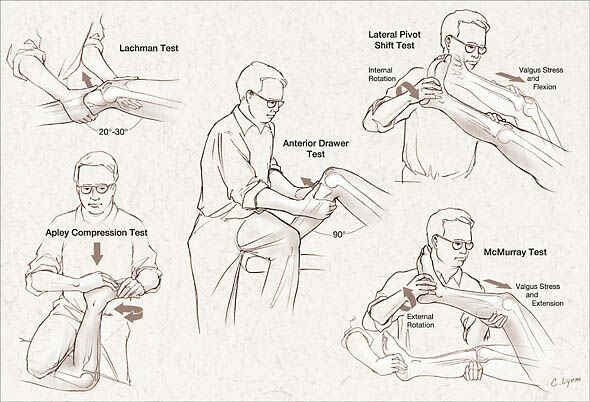 Lachman Test
20°-30°
Apley Compression Test
Anterior Drawer
Test
90°
Lateral Pivot
Shift Test
Internal
Rotation
Valgus Stress
and
Flexion
McMurray Test
Valgus Stress
and
Extension
External
Rotation
C. Lynm